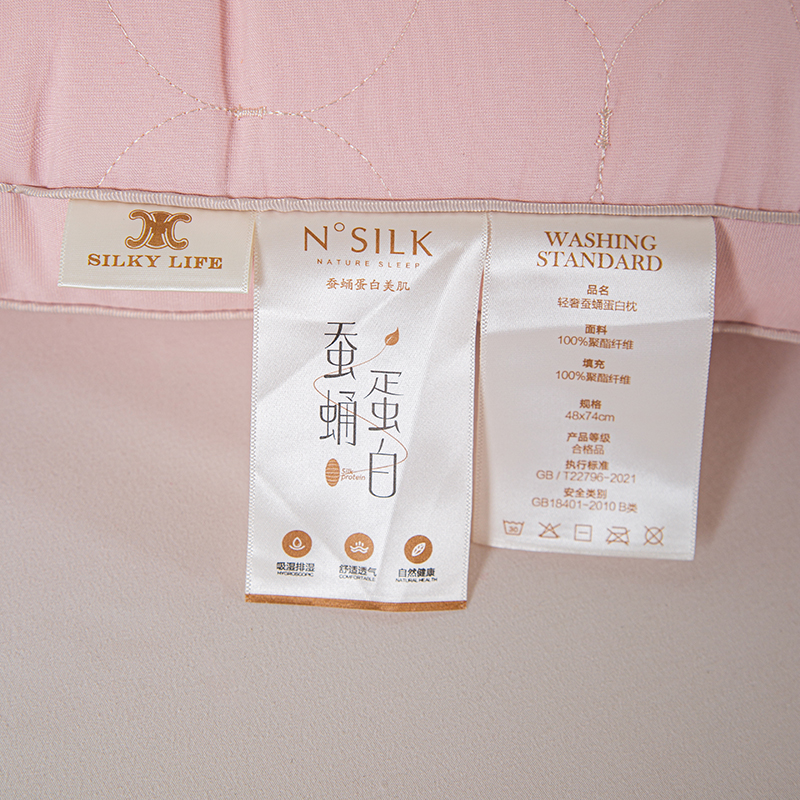 SILKY LIFE
N°SILK
NATURE SLEEP
蚕蛹蛋白美肌
蚕蛹
蛋白
Silk
protein
吸湿排湿
HYGROSCOPIC
舒适透气
COMFORTABLE
自然健康
NATURAL HEALTH
WASHING
STANDARD
品名
轻奢蚕蛹蛋白枕
面料
100%聚酯纤维
填充
100%聚酯纤维
规格
48x74cm
产品等级
合格品
执行标准
GB / T22796-2021
安全类别
GB18401-2010 B类
30